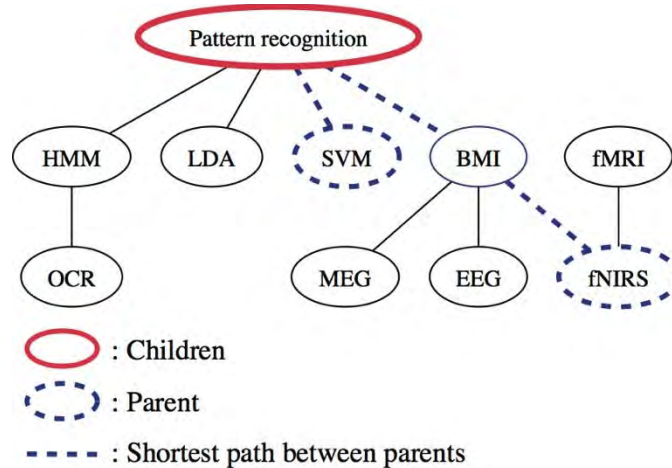 Pattern recognition
HMM
LDA
SVM
BMI
fMRI
OCR
MEG
EEG
fNIRS
: Children
: Parent
: Shortest path between parents